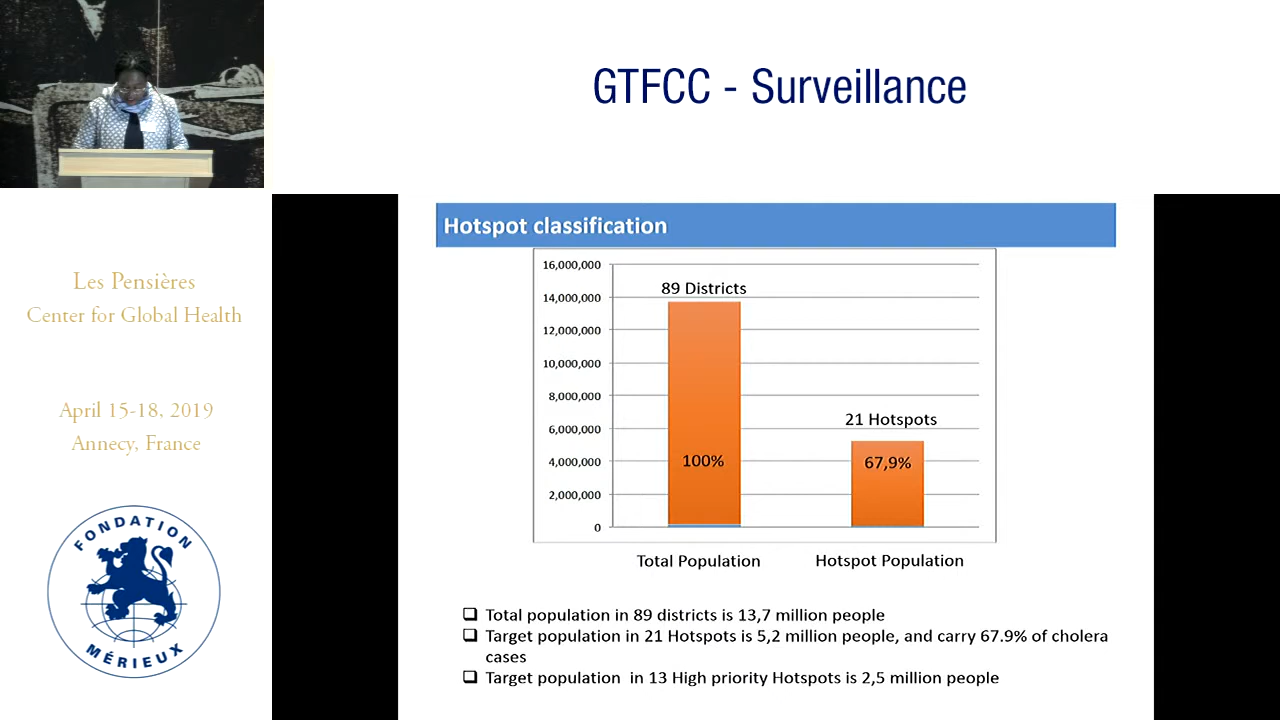 GTFCC - Surveillance
Les Pensières
Center for Global Health
April 15-18, 2019
Annecy, France
FONDATION
MÉRIEUX
Hotspot classification
16,000,000
14,000,000
12,000,000
10,000,000
8,000,000
6,000,000
4,000,000
2,000,000
0
89 Districts
100%
21 Hotspots
67,9%
Total Population
Hotspot Population
Total population in 89 districts is 13,7 million people
Target population in 21 Hotspots is 5,2 million people, and carry 67.9% of cholera
cases
Target population in 13 High priority Hotspots is 2,5 million people